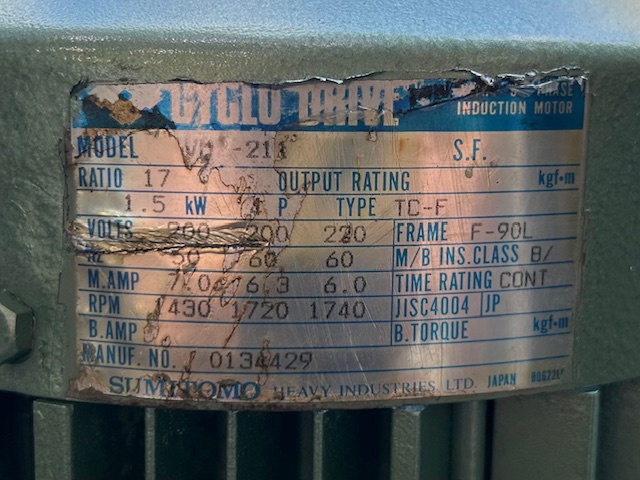 CYCLO DRIVE PHASE
INDUCTION MOTOR
MODEL S.F.
RATIO 17 OUTPUT RATING kgf·m
1.5 kW P TYPE TC-F
VOLTS 200 200 220 FRAME F-90L
Hz 50 60 60 M/B INS.CLASS B/
M.AMP 7.0 6.3 6.0 TIME RATING CONT
RPM 1430 1720 1740 JISC4004 JP
B.AMP B.TORQUE kgf·m
MANUF. NO. 0134429
SUMITOMO HEAVY INDUSTRIES, LTD. JAPAN